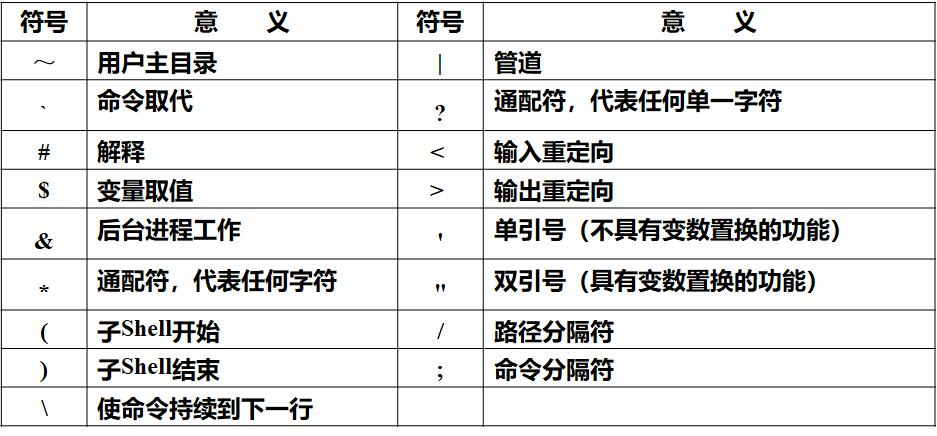 符号 意 义 符号 意 义
～ 用户主目录 | 管道
` 命令取代 ? 通配符，代表任何单一字符
# 解释 < 输入重定向
$ 变量取值 > 输出重定向
& 后台进程工作 ' 单引号（不具有变数置换的功能）
* 通配符，代表任何字符 " 双引号（具有变数置换的功能）
( 子Shell开始 / 路径分隔符
) 子Shell结束 ; 命令分隔符
\ 使命令持续到下一行